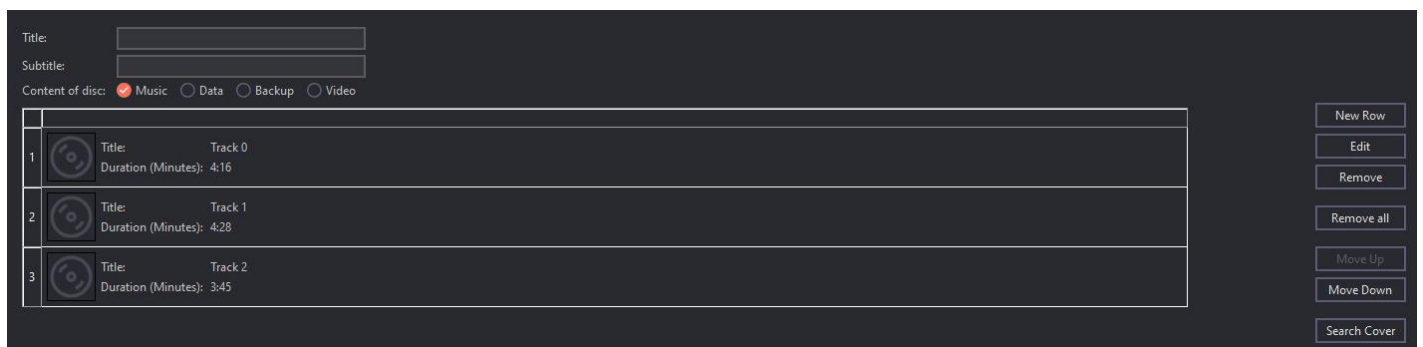 Title:
Subtitle:
Content of disc: Music Data Backup Video
New Row
Edit
Remove
Remove all
Move Up
Move Down
Search Cover
1
Title: Track 0
Duration (Minutes): 4:16
2
Title: Track 1
Duration (Minutes): 4:28
3
Title: Track 2
Duration (Minutes): 3:45